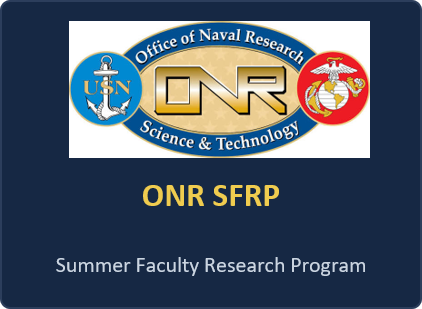 Office of Naval Research
USN
ONR
Science & Technology
ONR SFRP
Summer Faculty Research Program